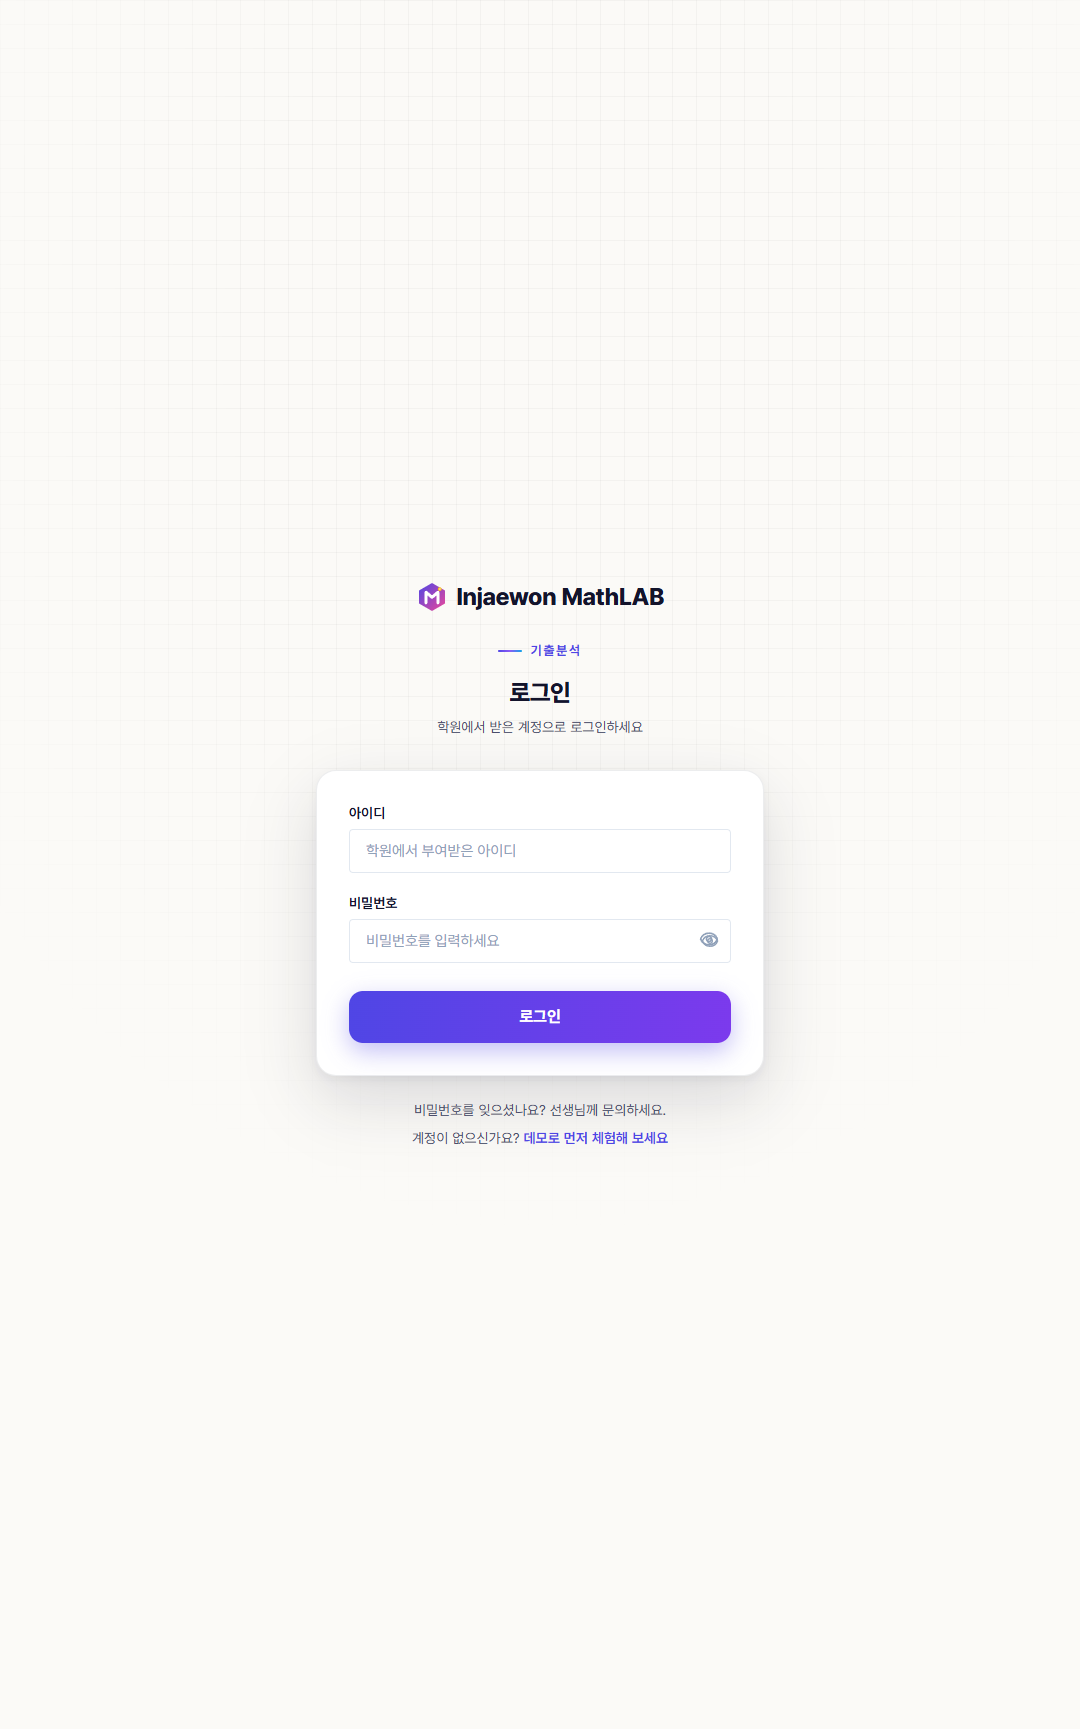 Injaewon MathLAB
기출분석
로그인
학원에서 받은 계정으로 로그인하세요
아이디
학원에서 부여받은 아이디
비밀번호
비밀번호를 입력하세요
로그인
비밀번호를 잊으셨나요? 선생님께 문의하세요.
계정이 없으신가요? 데모로 먼저 체험해 보세요